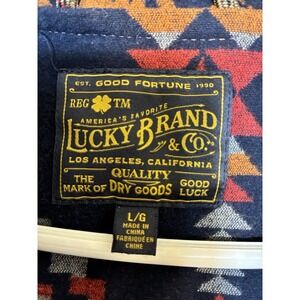 EST. GOOD FORTUNE 1990
REG TM
AMERICA'S FAVORITE
LUCKY BRAND
& CO.
LOS ANGELES, CALIFORNIA
QUALITY
THE MARK OF DRY GOODS GOOD LUCK
L/G
MADE IN
CHINA
FABRIQUÉ EN
CHINE